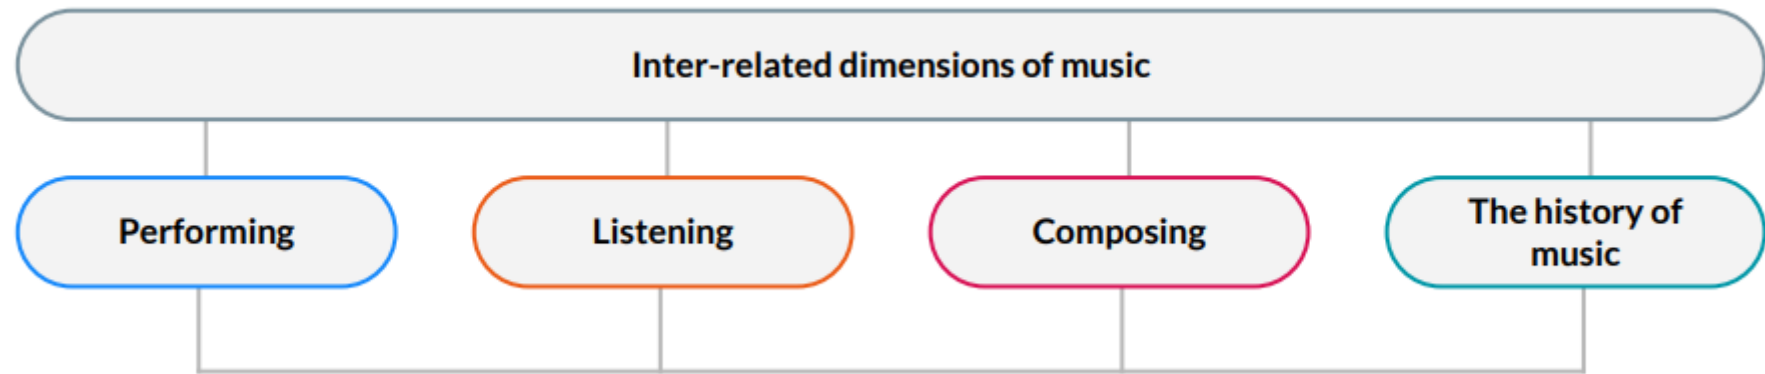 Inter-related dimensions of music
Performing
Listening
Composing
The history of
music